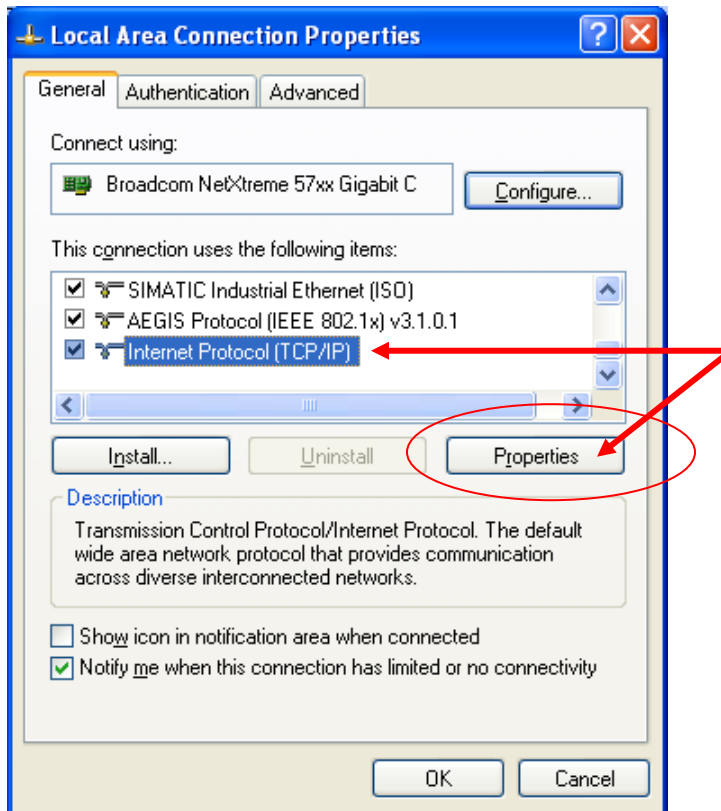 Local Area Connection Properties
General Authentication Advanced
Connect using:
Broadcom NetXtreme 57xx Gigabit C
Configure...
This connection uses the following items:
SIMATIC Industrial Ethernet (ISO)
AEGIS Protocol (IEEE 802.1x) v3.1.0.1
Internet Protocol (TCP/IP)
Install... Uninstall Properties
Description
Transmission Control Protocol/Internet Protocol. The default
wide area network protocol that provides communication
across diverse interconnected networks.
Show icon in notification area when connected
Notify me when this connection has limited or no connectivity
OK Cancel